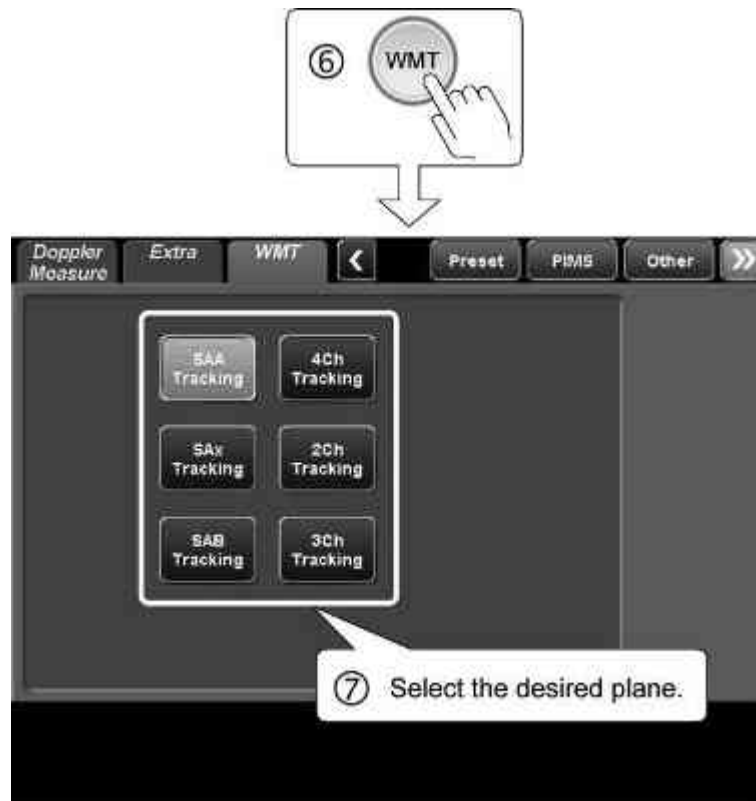 ⑥ WMT
Doppler Measure Extra WMT < Preset PIMS Other >>
SAA Tracking
4Ch Tracking
SAx Tracking
2Ch Tracking
SAB Tracking
3Ch Tracking
⑦ Select the desired plane.